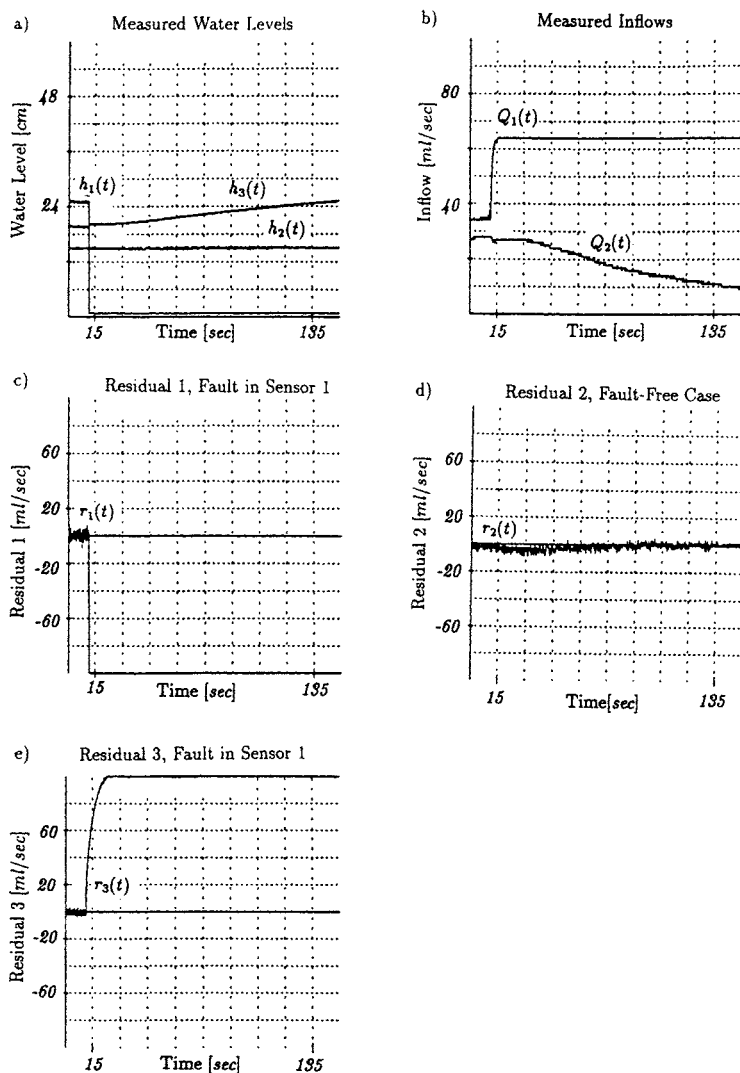 a) Measured Water Levels
Water Level [cm]
48
24
h₁(t)
h₃(t)
h₂(t)
15
135
Time [sec]
b) Measured Inflows
Inflow [ml/sec]
80
40
Q₁(t)
Q₂(t)
15
135
Time [sec]
c) Residual 1, Fault in Sensor 1
Residual 1 [ml/sec]
60
20
-20
-60
r₁(t)
15
135
Time [sec]
d) Residual 2, Fault-Free Case
Residual 2 [ml/sec]
60
20
-20
-60
r₂(t)
15
195
Time[sec]
e) Residual 3, Fault in Sensor 1
Residual 3 [ml/sec]
60
20
-20
-60
r₃(t)
15
195
Time [sec]